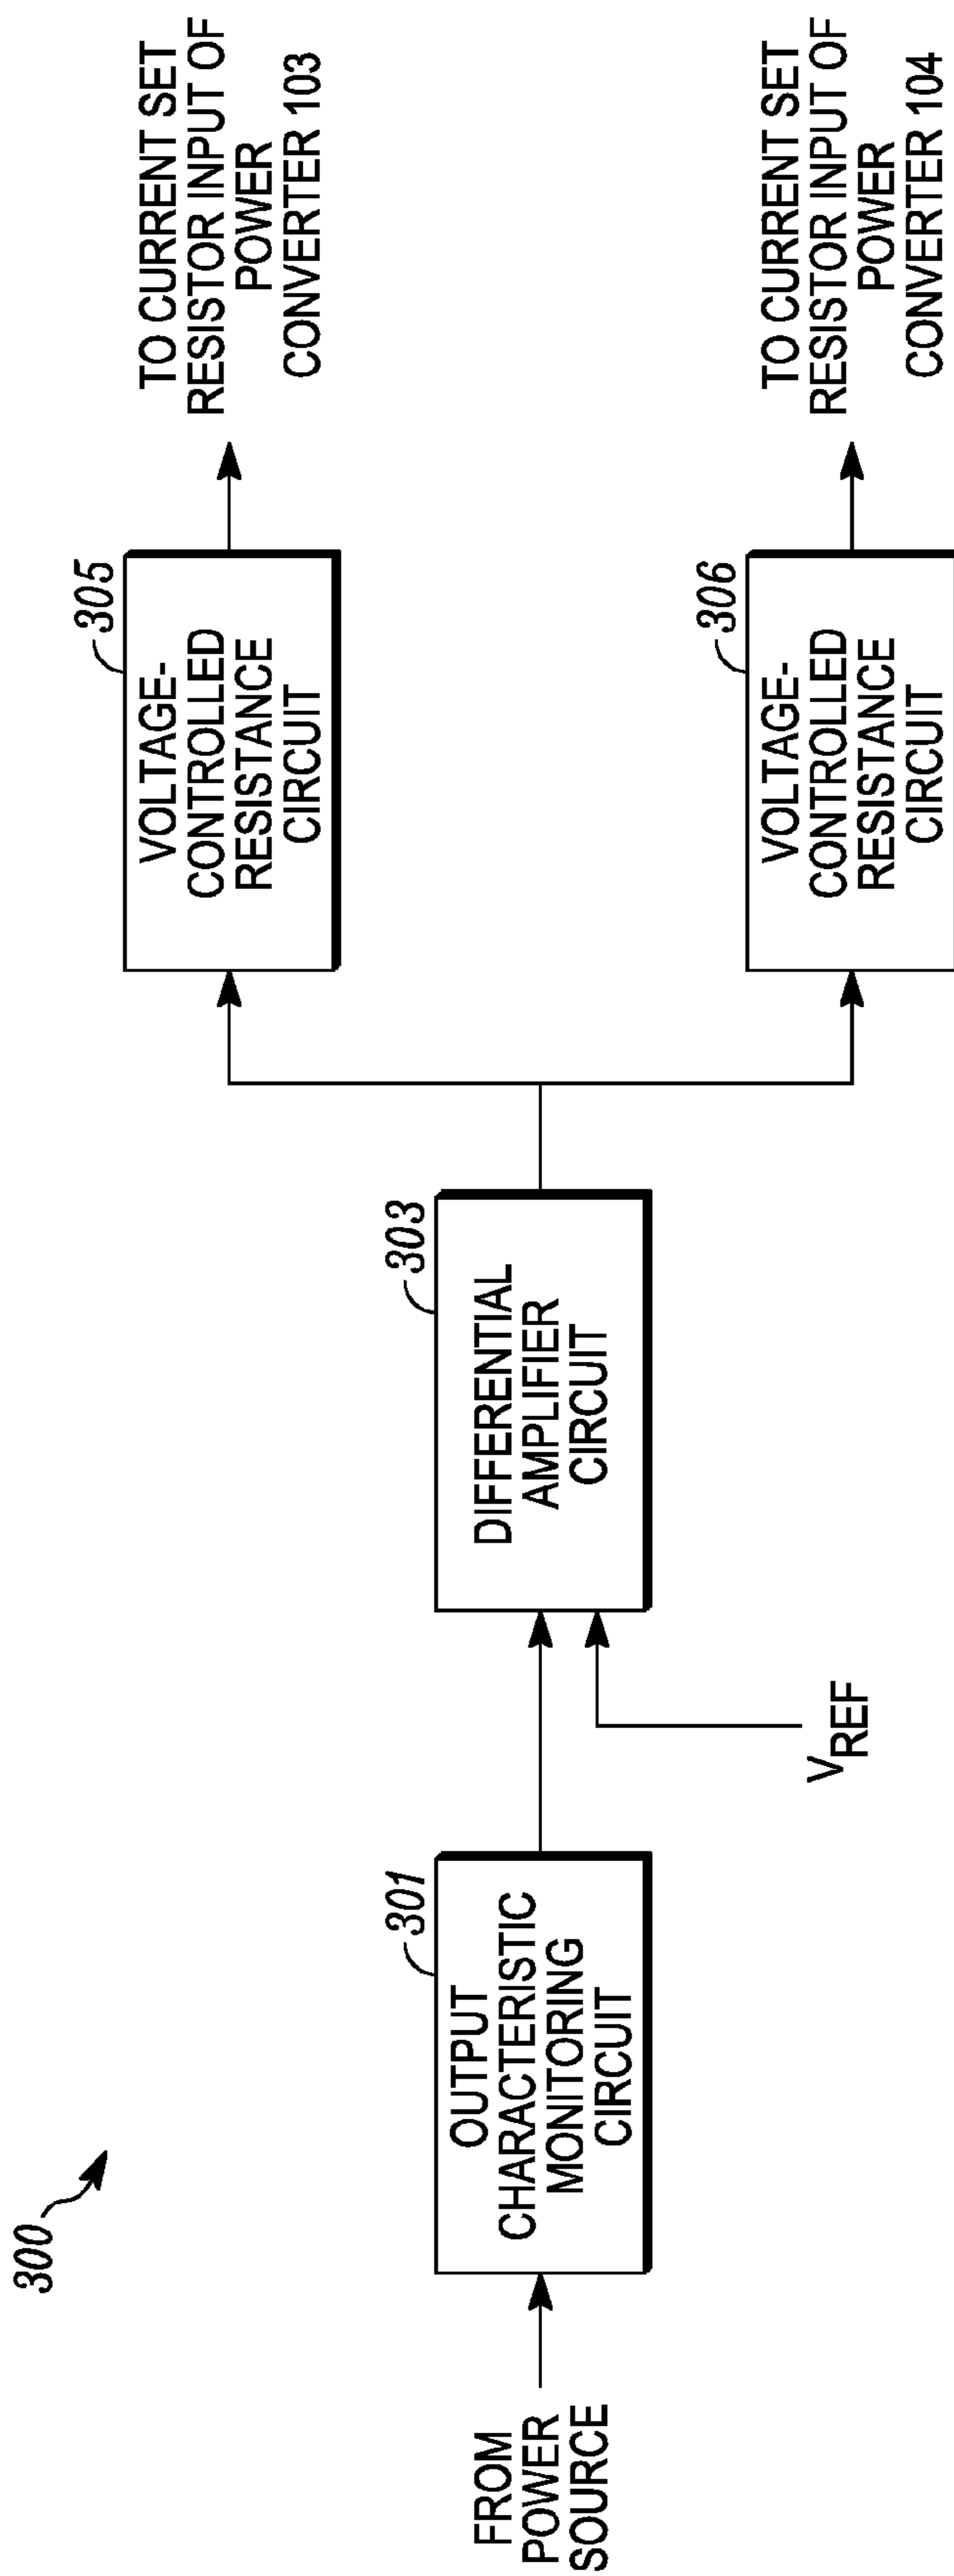 300
FROM
POWER
SOURCE
301
OUTPUT
CHARACTERISTIC
MONITORING
CIRCUIT
VREF
303
DIFFERENTIAL
AMPLIFIER
CIRCUIT
305
VOLTAGE-
CONTROLLED
RESISTANCE
CIRCUIT
TO CURRENT SET
RESISTOR INPUT OF
POWER
CONVERTER 103
306
VOLTAGE-
CONTROLLED
RESISTANCE
CIRCUIT
TO CURRENT SET
RESISTOR INPUT OF
POWER
CONVERTER 104